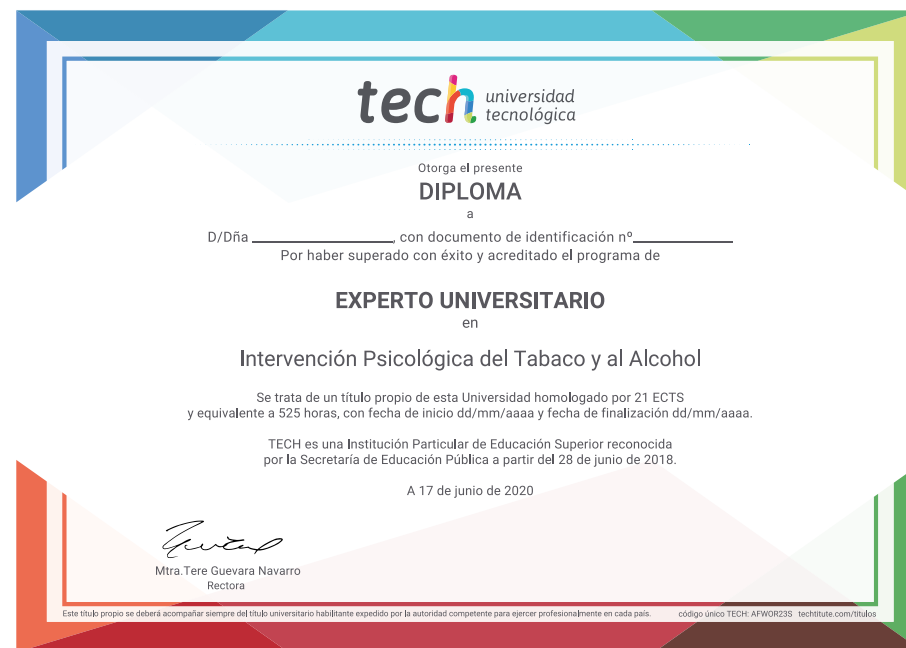 tech universidad
tecnológica
Otorga el presente
DIPLOMA
a
D/Dña ____________________, con documento de identificación nº______________
Por haber superado con éxito y acreditado el programa de
EXPERTO UNIVERSITARIO
en
Intervención Psicológica del Tabaco y al Alcohol
Se trata de un título propio de esta Universidad homologado por 21 ECTS
y equivalente a 525 horas, con fecha de inicio dd/mm/aaaa y fecha de finalización dd/mm/aaaa.
TECH es una Institución Particular de Educación Superior reconocida
por la Secretaría de Educación Pública a partir del 28 de junio de 2018.
A 17 de junio de 2020
Mtra.Tere Guevara Navarro
Rectora
Este título propio se deberá acompañar siempre del título universitario habilitante expedido por la autoridad competente para ejercer profesionalmente en cada país. código único TECH: AFWOR23S techtitute.com/titulos